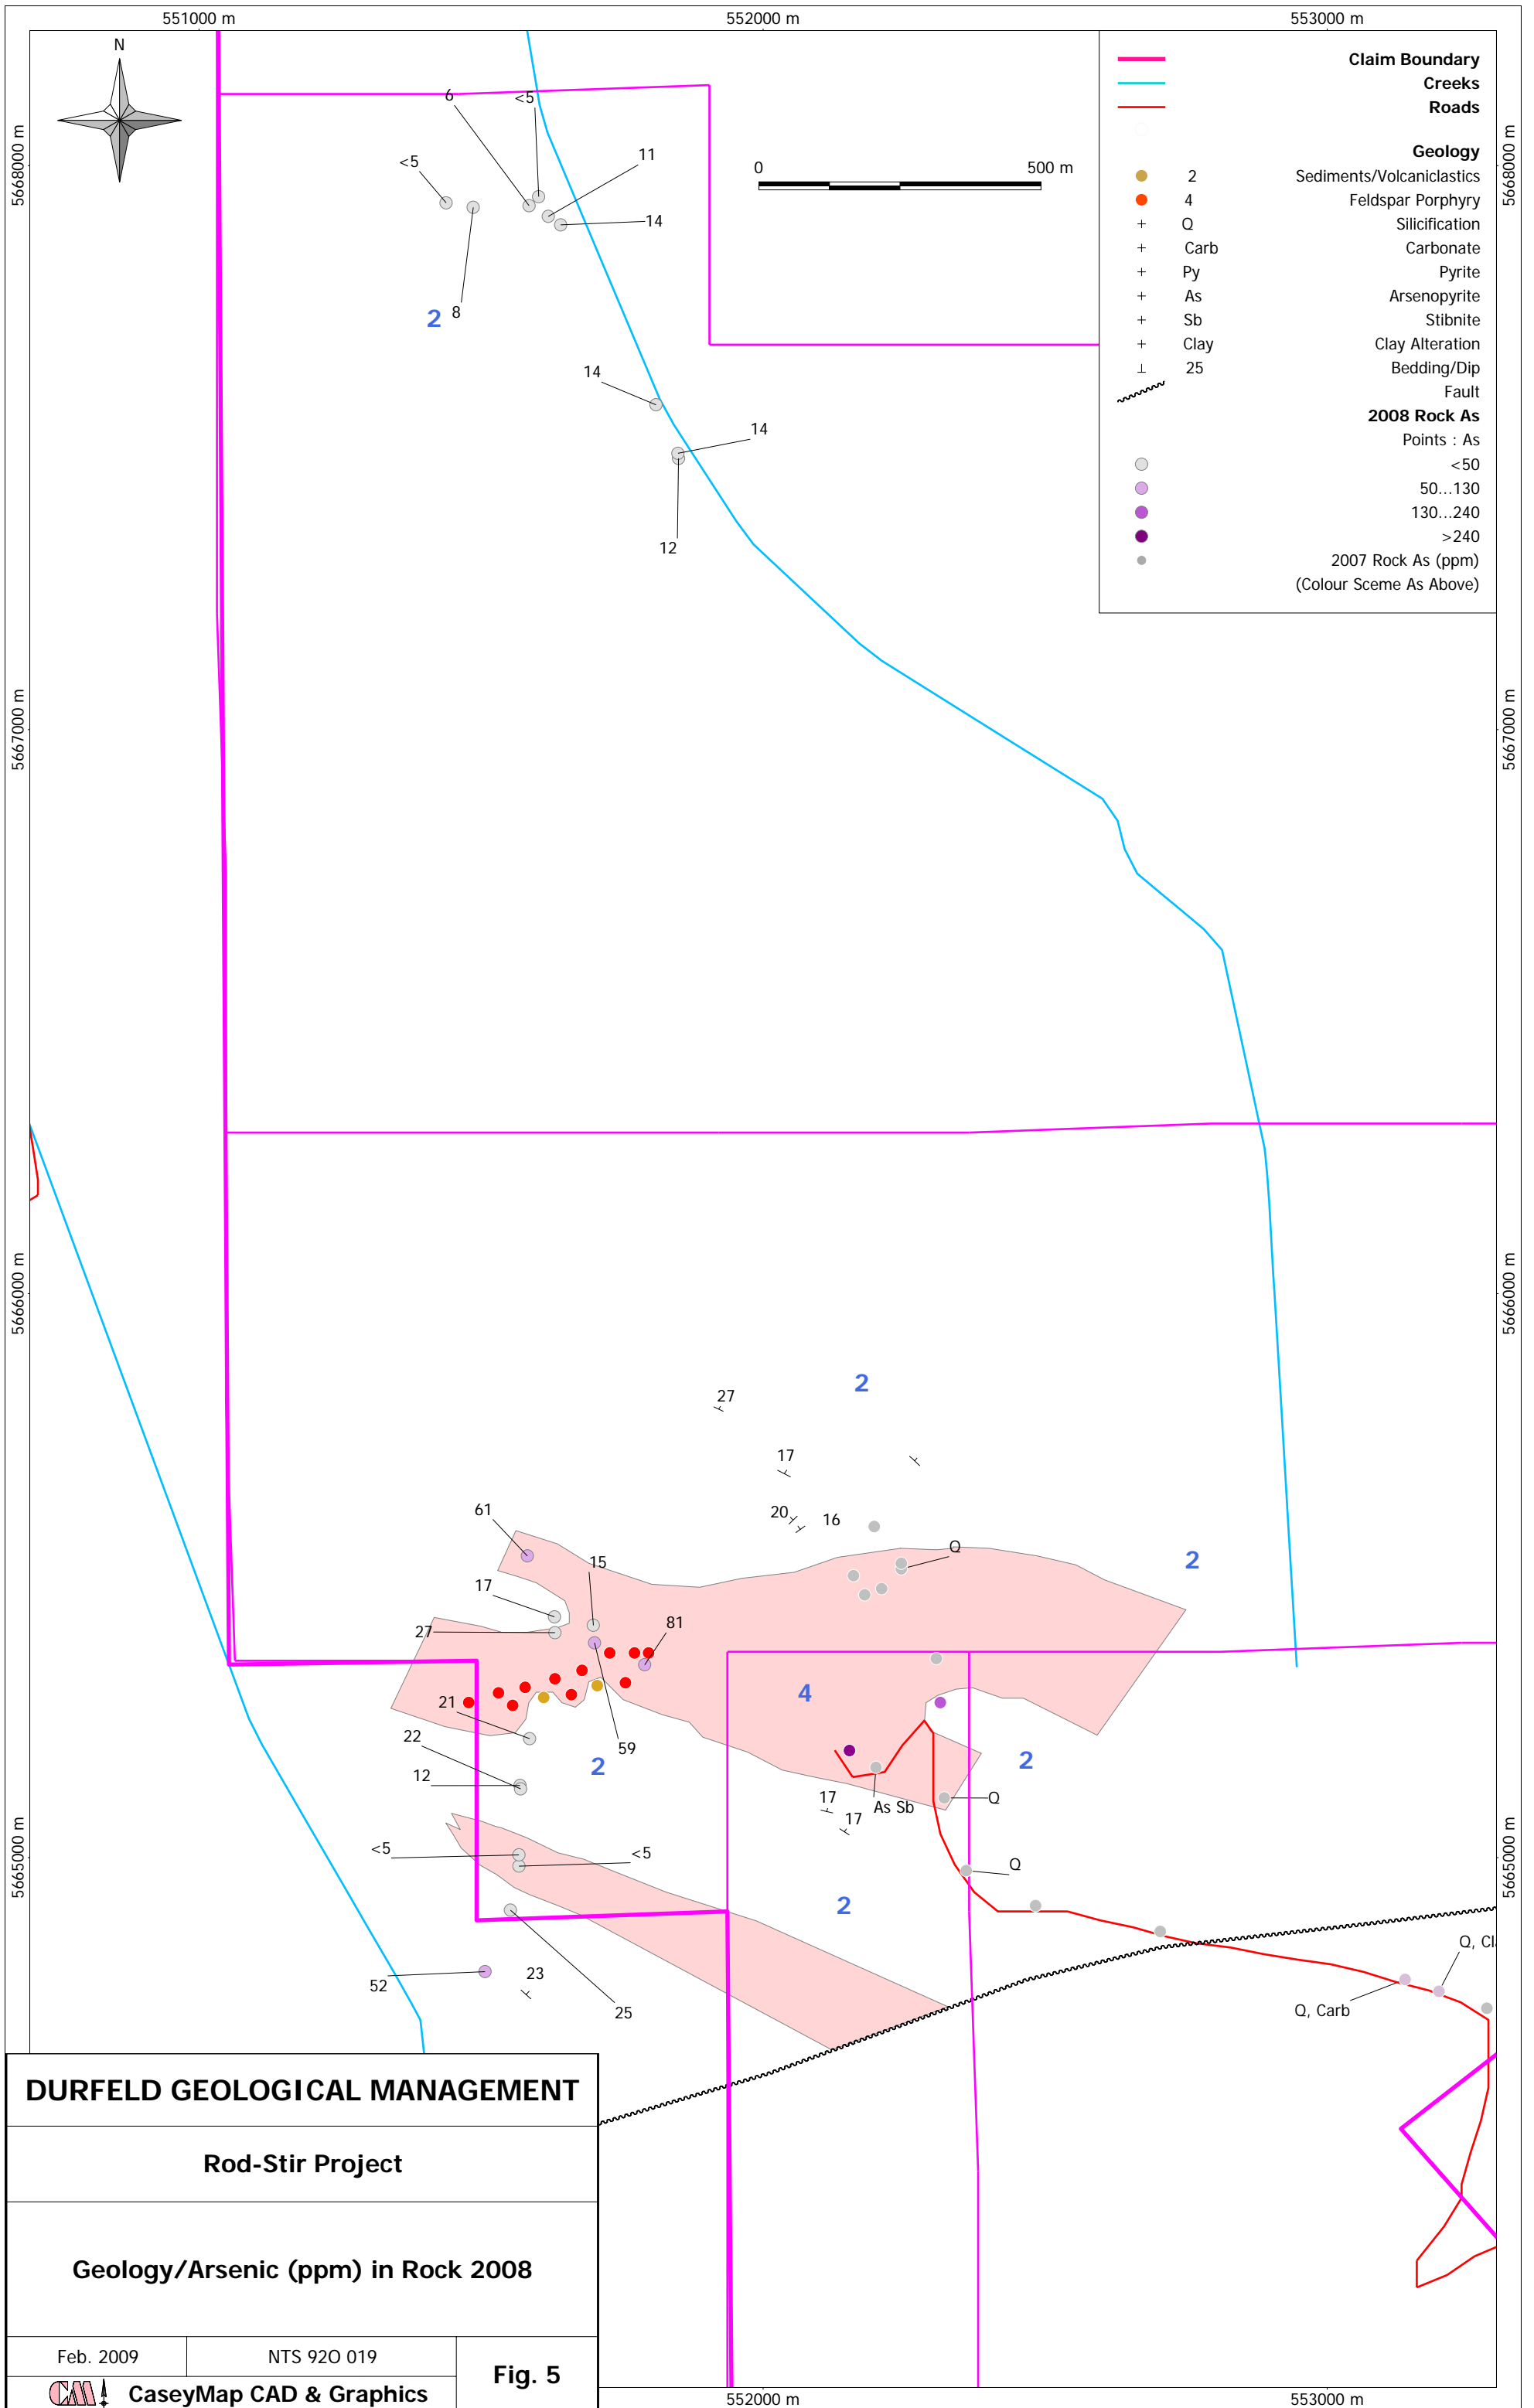 551000 m 552000 m 553000 m
N
5668000 m
5668000 m
5667000 m
5667000 m
5666000 m
5666000 m
5665000 m
5665000 m
0 500 m
Claim Boundary
Creeks
Roads
Geology
2 Sediments/Volcaniclastics
4 Feldspar Porphyry
Q Silicification
Carb Carbonate
Py Pyrite
As Arsenopyrite
Sb Stibnite
Clay Clay Alteration
25 Bedding/Dip
Fault
2008 Rock As
Points : As
<50
50...130
130...240
>240
2007 Rock As (ppm)
(Colour Sceme As Above)
6
<5
<5
11
14
8
2
14
14
12
2
27
17
20
16
61
15
Q
2
17
27
81
4
21
22
59
2
2
12
17
17
As Sb
Q
<5
<5
Q
2
52
23
25
Q, Cl
Q, Carb
DURFELD GEOLOGICAL MANAGEMENT
Rod-Stir Project
Geology/Arsenic (ppm) in Rock 2008
Feb. 2009
NTS 92O 019
Fig. 5
CM
CaseyMap CAD & Graphics
552000 m 553000 m